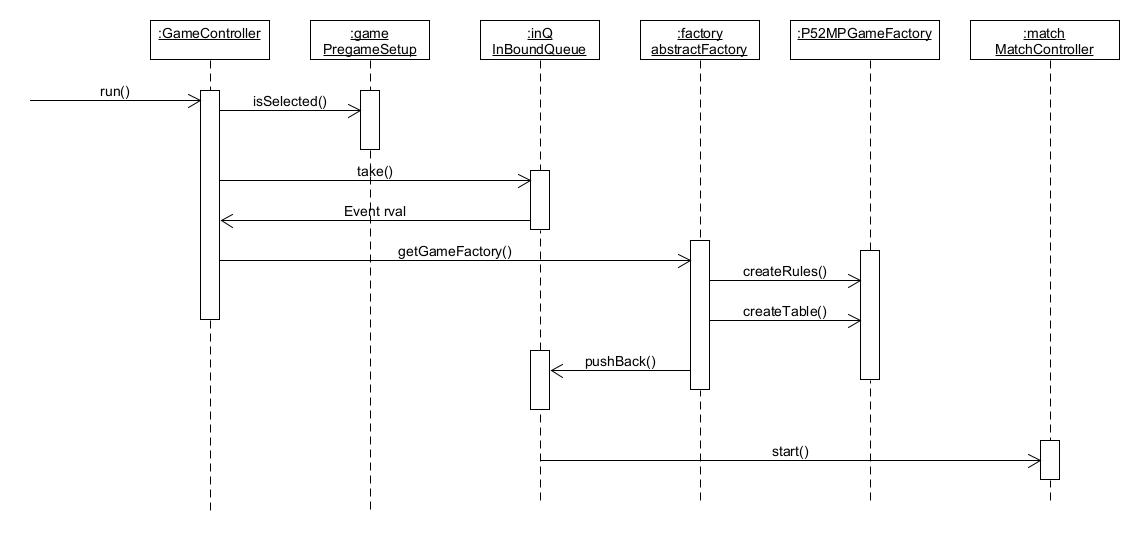 :GameController
:game
PregameSetup
:inQ
InBoundQueue
:factory
abstractFactory
:P52MPGameFactory
:match
MatchController
run()
isSelected()
take()
Event rval
getGameFactory()
createRules()
createTable()
pushBack()
start()